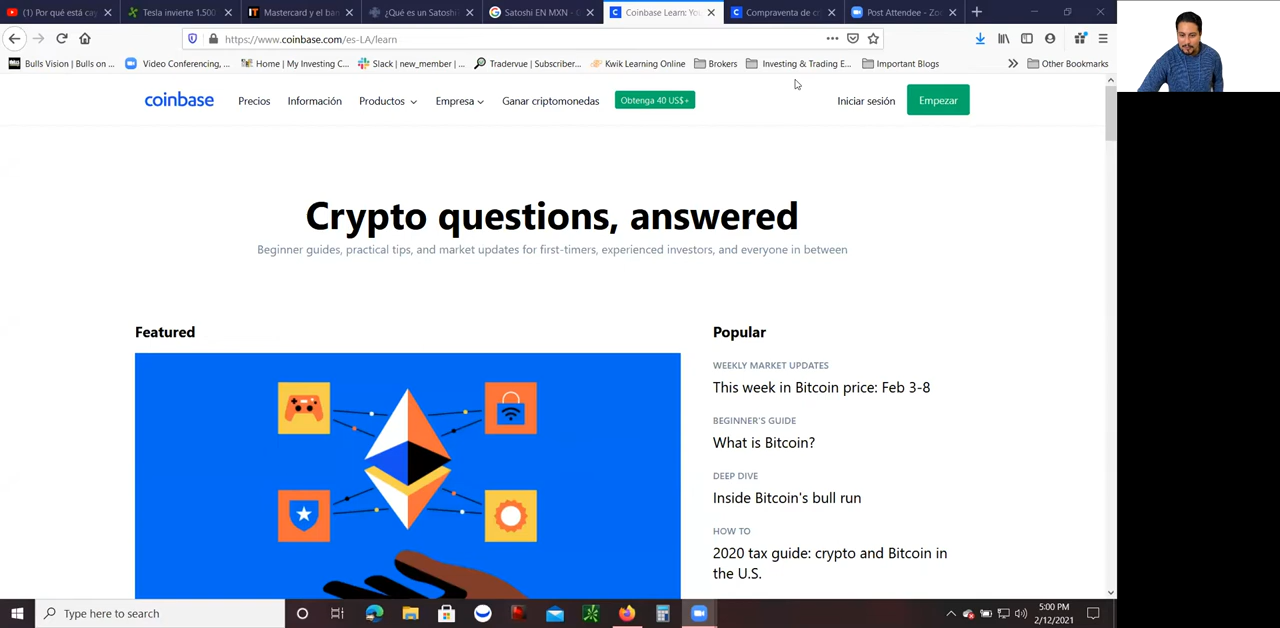 (1) Por qué está cay
Tesla invierte 1.500
Mastercard y el ban
¿Qué es un Satoshi
Satoshi EN MXN - G
Coinbase Learn: You
Compraventa de cri
Post Attendee - Zoo
https://www.coinbase.com/es-LA/learn
Bulls Vision | Bulls on ...
Video Conferencing, ...
Home | My Investing C...
Slack | new_member | ...
Tradervue | Subscriber...
Kwik Learning Online
Brokers
Investing & Trading E...
Important Blogs
Other Bookmarks
coinbase
Precios
Información
Productos
Empresa
Ganar criptomonedas
Obtenga 40 US$+
Iniciar sesión
Empezar
Crypto questions, answered
Beginner guides, practical tips, and market updates for first-timers, experienced investors, and everyone in between
Featured
Popular
WEEKLY MARKET UPDATES
This week in Bitcoin price: Feb 3-8
BEGINNER'S GUIDE
What is Bitcoin?
DEEP DIVE
Inside Bitcoin's bull run
HOW TO
2020 tax guide: crypto and Bitcoin in
the U.S.
Type here to search
5:00 PM
2/12/2021